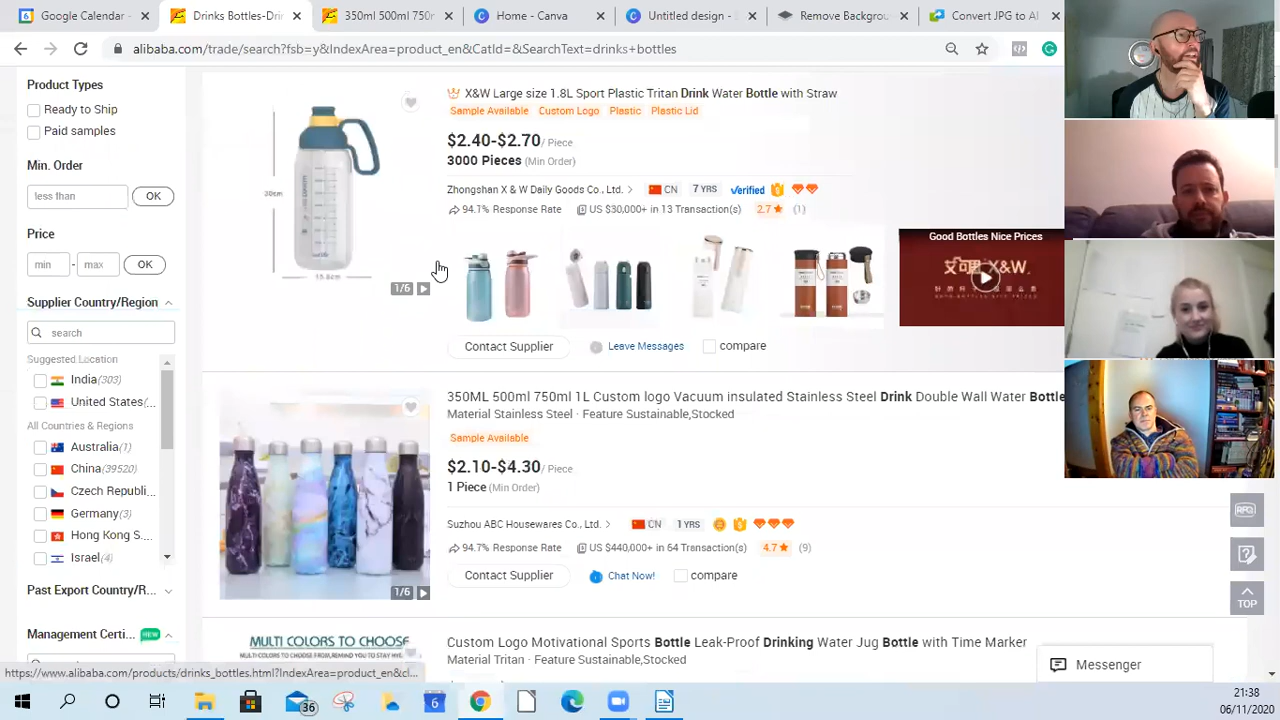 Google Calendar -
Drinks Bottles-Drin
350ml 500ml 750m
Home - Canva
Untitled design -
Remove Backgrou
Convert JPG to AI
alibaba.com/trade/search?fsb=y&IndexArea=product_en&CatId=&SearchText=drinks+bottles
Product Types
Ready to Ship
Paid samples
Min. Order
less than
OK
Price
min
-
max
OK
Supplier Country/Region
search
Suggested Location
India(303)
United States(...
All Countries & Regions
Australia(1)
China(39520)
Czech Republi...
Germany(3)
Hong Kong S...
Israel(4)
Past Export Country/R...
Management Certi...
NEW
30cm
15.8cm
1/6
X&W Large size 1.8L Sport Plastic Tritan Drink Water Bottle with Straw
Sample Available Custom Logo Plastic Plastic Lid
$2.40-$2.70 / Piece
3000 Pieces (Min Order)
Zhongshan X & W Daily Goods Co., Ltd. > CN 7 YRS Verified
94.1% Response Rate US $30,000+ in 13 Transaction(s) 2.7 (1)
Good Bottles Nice Prices
X&W
Contact Supplier
Leave Messages
compare
1/6
350ML 500ml 750ml 1L Custom logo Vacuum insulated Stainless Steel Drink Double Wall Water Bottle
Material Stainless Steel · Feature Sustainable,Stocked
Sample Available
$2.10-$4.30 / Piece
1 Piece (Min Order)
Suzhou ABC Housewares Co., Ltd. > CN 1 YRS
94.7% Response Rate US $440,000+ in 64 Transaction(s) 4.7 (9)
Contact Supplier
Chat Now!
compare
MULTI COLORS TO CHOOSE
Custom Logo Motivational Sports Bottle Leak-Proof Drinking Water Jug Bottle with Time Marker
Material Tritan · Feature Sustainable,Stocked
RFQ
TOP
Messenger
https://www.alibaba.com/products/drinks_bottles.html?IndexArea=product_en&cl...
36
6
21:38
06/11/2020